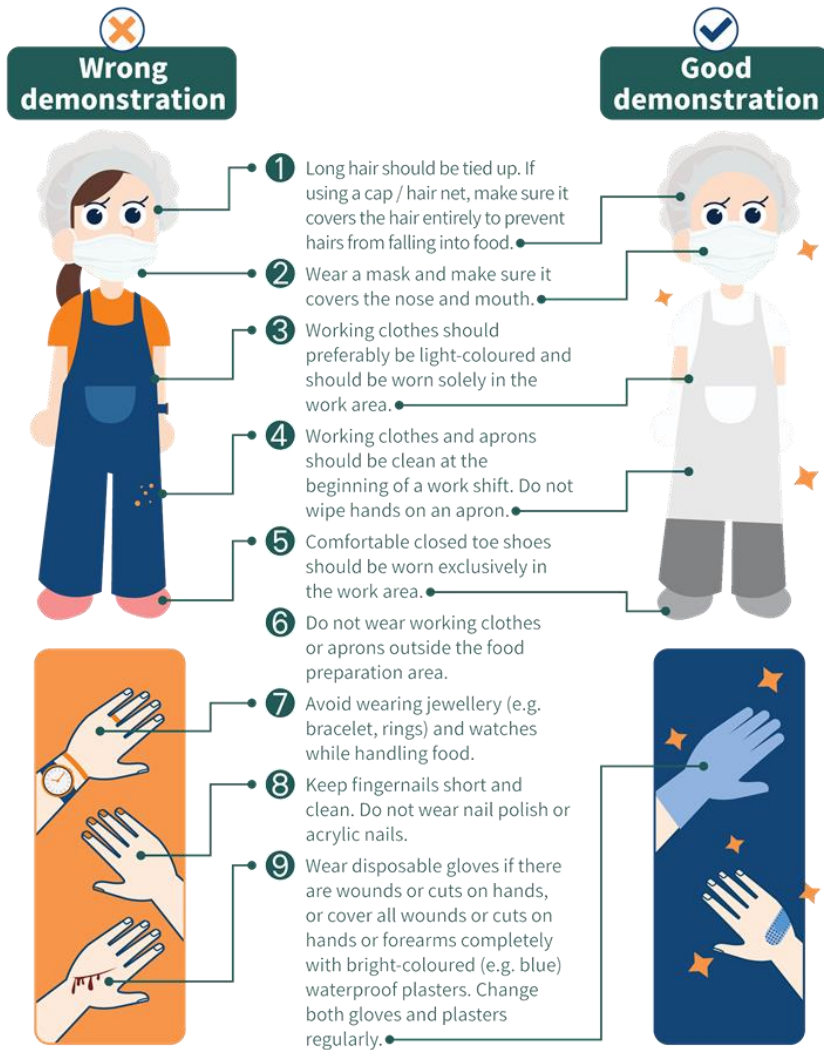 Wrong
demonstration
Good
demonstration
1 Long hair should be tied up. If
using a cap / hair net, make sure it
covers the hair entirely to prevent
hairs from falling into food.
2 Wear a mask and make sure it
covers the nose and mouth.
3 Working clothes should
preferably be light-coloured and
should be worn solely in the
work area.
4 Working clothes and aprons
should be clean at the
beginning of a work shift. Do not
wipe hands on an apron.
5 Comfortable closed toe shoes
should be worn exclusively in
the work area.
6 Do not wear working clothes
or aprons outside the food
preparation area.
7 Avoid wearing jewellery (e.g.
bracelet, rings) and watches
while handling food.
8 Keep fingernails short and
clean. Do not wear nail polish or
acrylic nails.
9 Wear disposable gloves if there
are wounds or cuts on hands,
or cover all wounds or cuts on
hands or forearms completely
with bright-coloured (e.g. blue)
waterproof plasters. Change
both gloves and plasters
regularly.